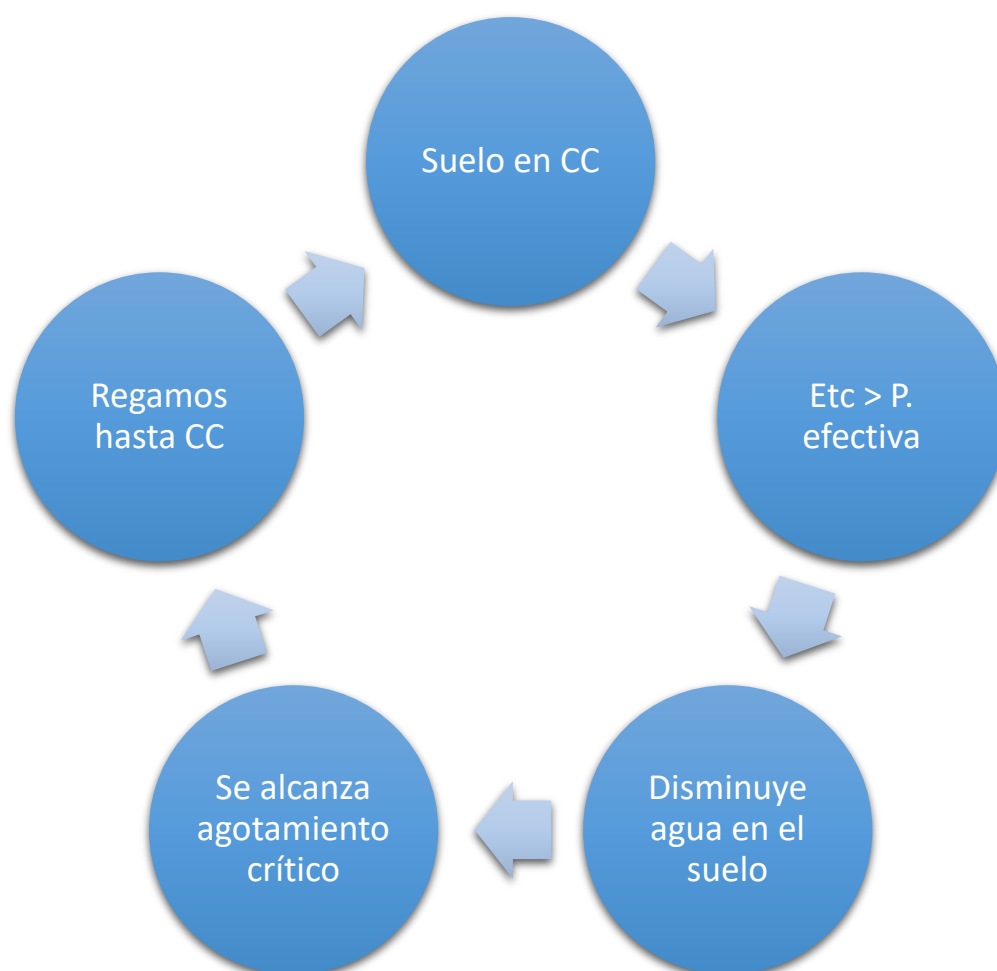 Suelo en CC
Etc > P.
efectiva
Disminuye
agua en el
suelo
Se alcanza
agotamiento
crítico
Regamos
hasta CC